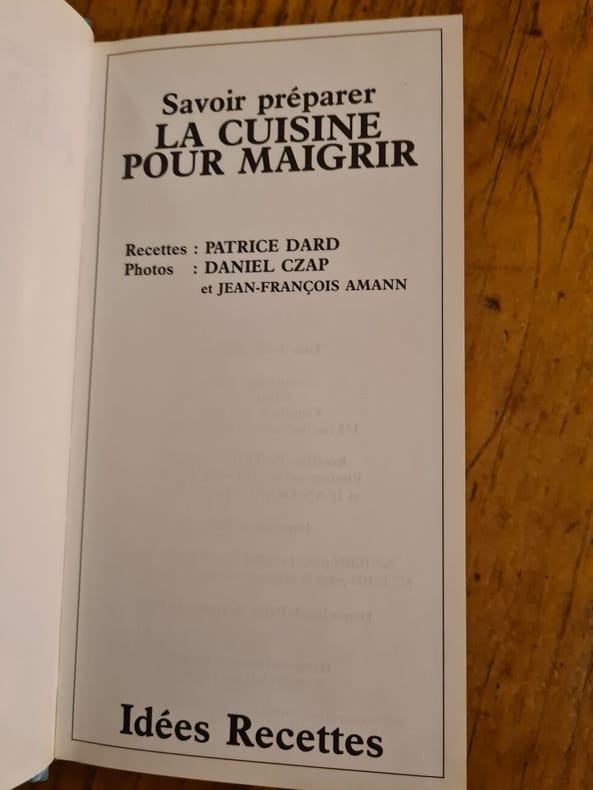 Savoir préparer
LA CUISINE
POUR MAIGRIR
Recettes : PATRICE DARD
Photos : DANIEL CZAP
et JEAN-FRANÇOIS AMANN
Idées Recettes